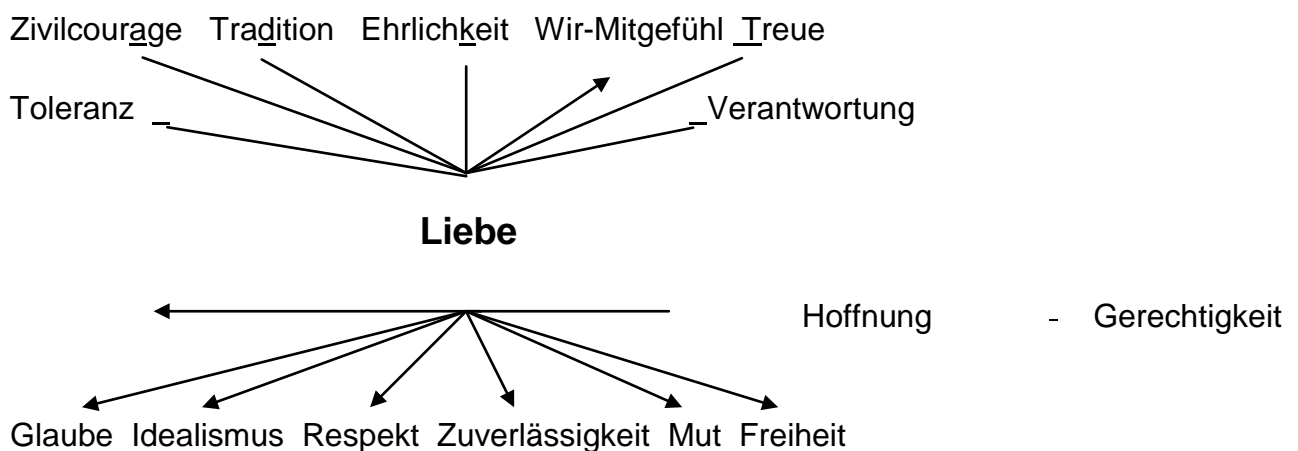 Zivilcourage Tradition Ehrlichkeit Wir-Mitgefühl Treue
Toleranz Verantwortung
Liebe
Hoffnung - Gerechtigkeit
Glaube Idealismus Respekt Zuverlässigkeit Mut Freiheit